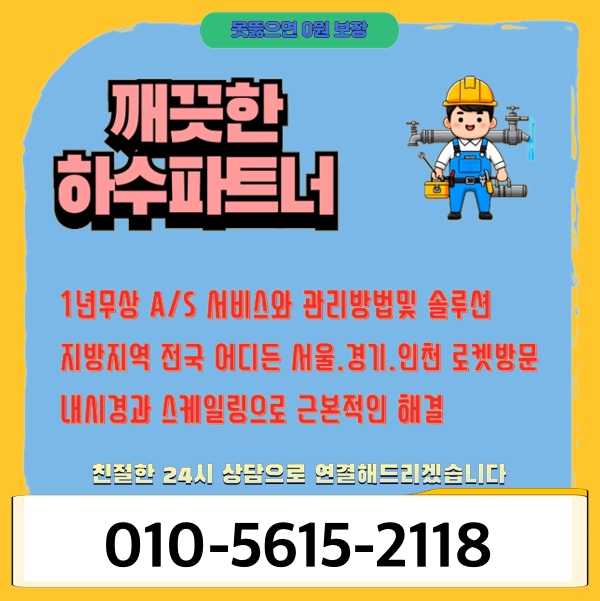 못뚫으면 0원 보장
깨끗한
하수파트너
1년무상 A/S 서비스와 관리방법및 솔루션
지방지역 전국 어디든 서울.경기.인천 로켓방문
내시경과 스케일링으로 근본적인 해결
친절한 24시 상담으로 연결해드리겠습니다
010-5615-2118